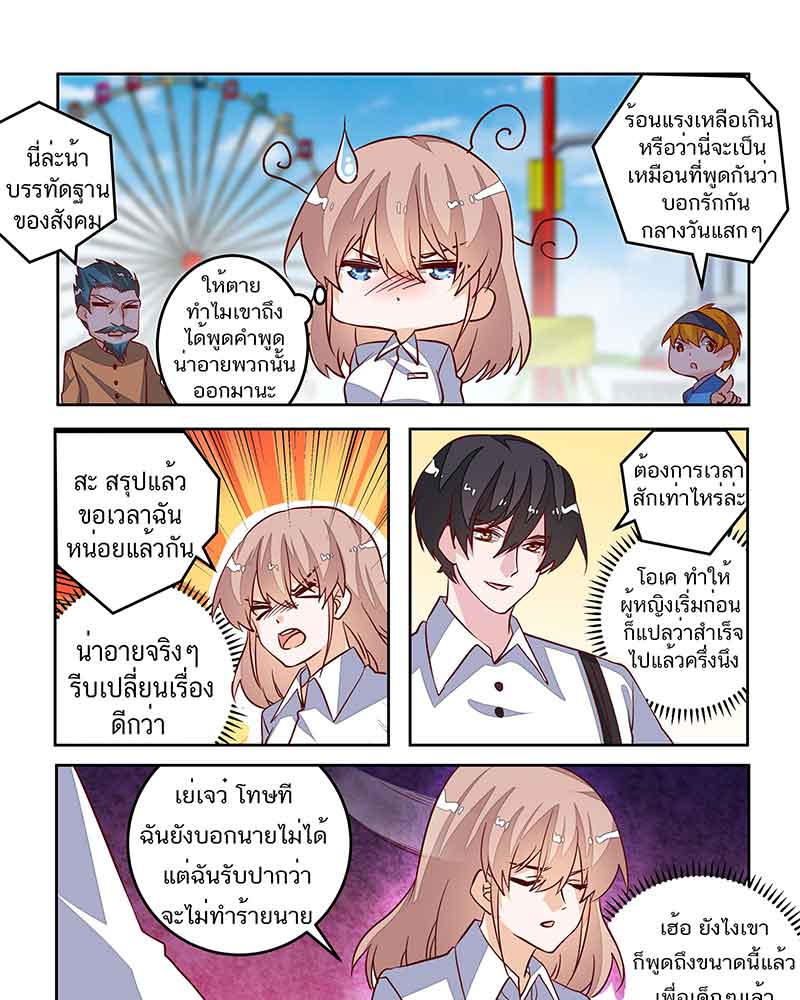 นี่ล่ะน้า
บรรทัดฐาน
ของสังคม
ให้ตาย
ทำไมเขาถึง
ได้พูดคำพูด
น่าอายพวกนั้น
ออกมานะ
ร้อนแรงเหลือเกิน
หรือว่านี่จะเป็น
เหมือนที่พูดกันว่า
บอกรักกัน
กลางวันแสกๆ
สะ สรุปแล้ว
ขอเวลาฉัน
หน่อยแล้วกัน
น่าอายจริงๆ
รีบเปลี่ยนเรื่อง
ดีกว่า
ต้องการเวลา
สักเท่าไหร่ล่ะ
โอเค ทำให้
ผู้หญิงเริ่มก่อน
ก็แปลว่าสำเร็จ
ไปแล้วครึ่งนึง
เย่เจว๋ โทษที
ฉันยังบอกนายไม่ได้
แต่ฉันรับปากว่า
จะไม่ทำร้ายนาย
เฮ้อ ยังไงเขา
ก็พูดถึงขนาดนี้แล้ว
เพื่อเด็กๆแล้ว